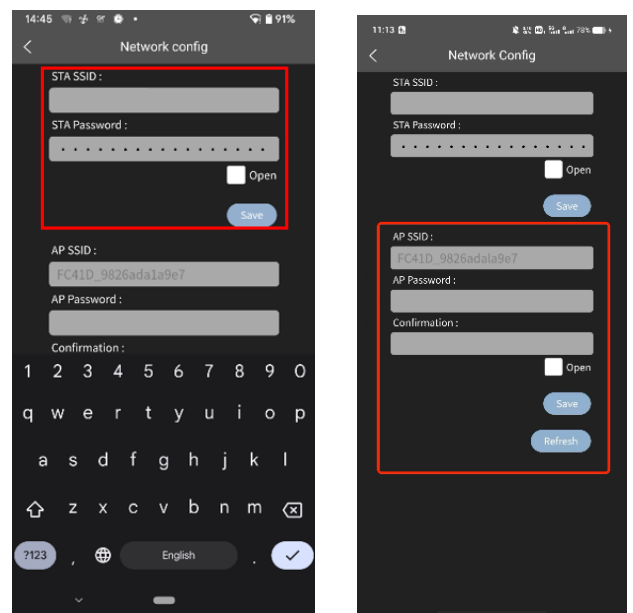 14:45
91%
Network config
STA SSID :
STA Password :
Open
Save
AP SSID :
FC41D_9826ada1a9e7
AP Password :
Confirmation :
1 2 3 4 5 6 7 8 9 0
q w e r t y u i o p
a s d f g h j k l
z x c v b n m
?123 , English .
11:13
78%
Network Config
STA SSID :
STA Password :
Open
Save
AP SSID :
FC41D_9826ada1a9e7
AP Password :
Confirmation :
Open
Save
Refresh